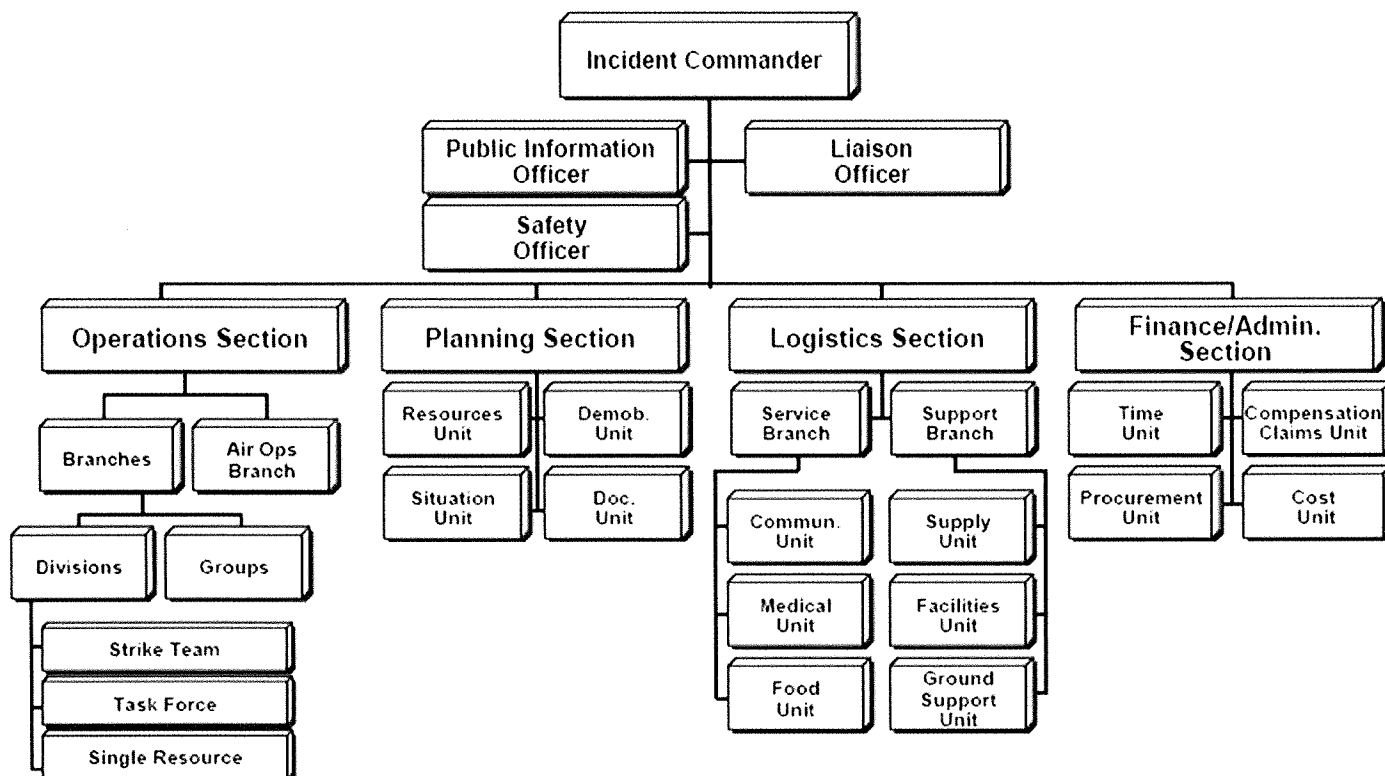 Incident Commander
Public Information
Officer
Liaison
Officer
Safety
Officer
Operations Section
Planning Section
Logistics Section
Finance/Admin.
Section
Branches
Air Ops
Branch
Divisions
Groups
Strike Team
Task Force
Single Resource
Resources
Unit
Demob.
Unit
Situation
Unit
Doc.
Unit
Service
Branch
Support
Branch
Commun.
Unit
Supply
Unit
Medical
Unit
Facilities
Unit
Food
Unit
Ground
Support
Unit
Time
Unit
Compensation
Claims Unit
Procurement
Unit
Cost
Unit